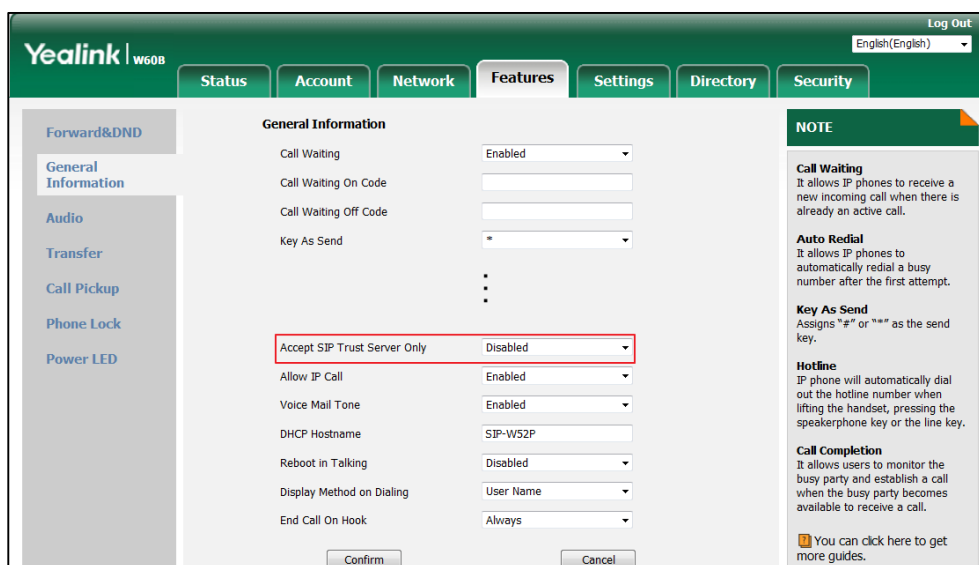 Log Out
English(English)
Yealink W60B
Status Account Network Features Settings Directory Security
Forward&DND
General
Information
Audio
Transfer
Call Pickup
Phone Lock
Power LED
General Information
Call Waiting Enabled
Call Waiting On Code
Call Waiting Off Code
Key As Send *
Accept SIP Trust Server Only Disabled
Allow IP Call Enabled
Voice Mail Tone Enabled
DHCP Hostname SIP-W52P
Reboot in Talking Disabled
Display Method on Dialing User Name
End Call On Hook Always
Confirm Cancel
NOTE
Call Waiting
It allows IP phones to receive a
new incoming call when there is
already an active call.
Auto Redial
It allows IP phones to
automatically redial a busy
number after the first attempt.
Key As Send
Assigns "#" or "*" as the send
key.
Hotline
IP phone will automatically dial
out the hotline number when
lifting the handset, pressing the
speakerphone key or the line key.
Call Completion
It allows users to monitor the
busy party and establish a call
when the busy party becomes
available to receive a call.
You can click here to get
more guides.